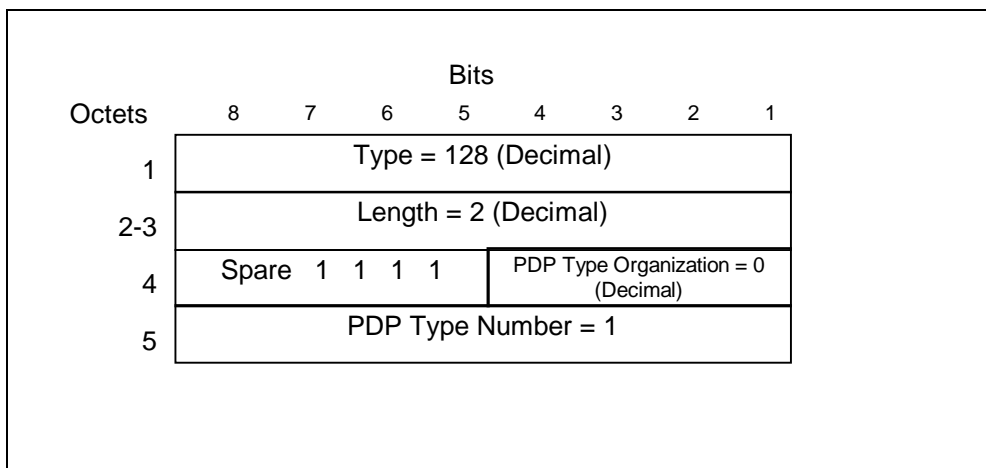 Bits
Octets 8 7 6 5 4 3 2 1
1 Type = 128 (Decimal)
2-3 Length = 2 (Decimal)
4 Spare 1 1 1 1 PDP Type Organization = 0
(Decimal)
5 PDP Type Number = 1